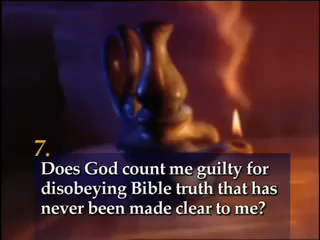 7.
Does God count me guilty for
disobeying Bible truth that has
never been made clear to me?